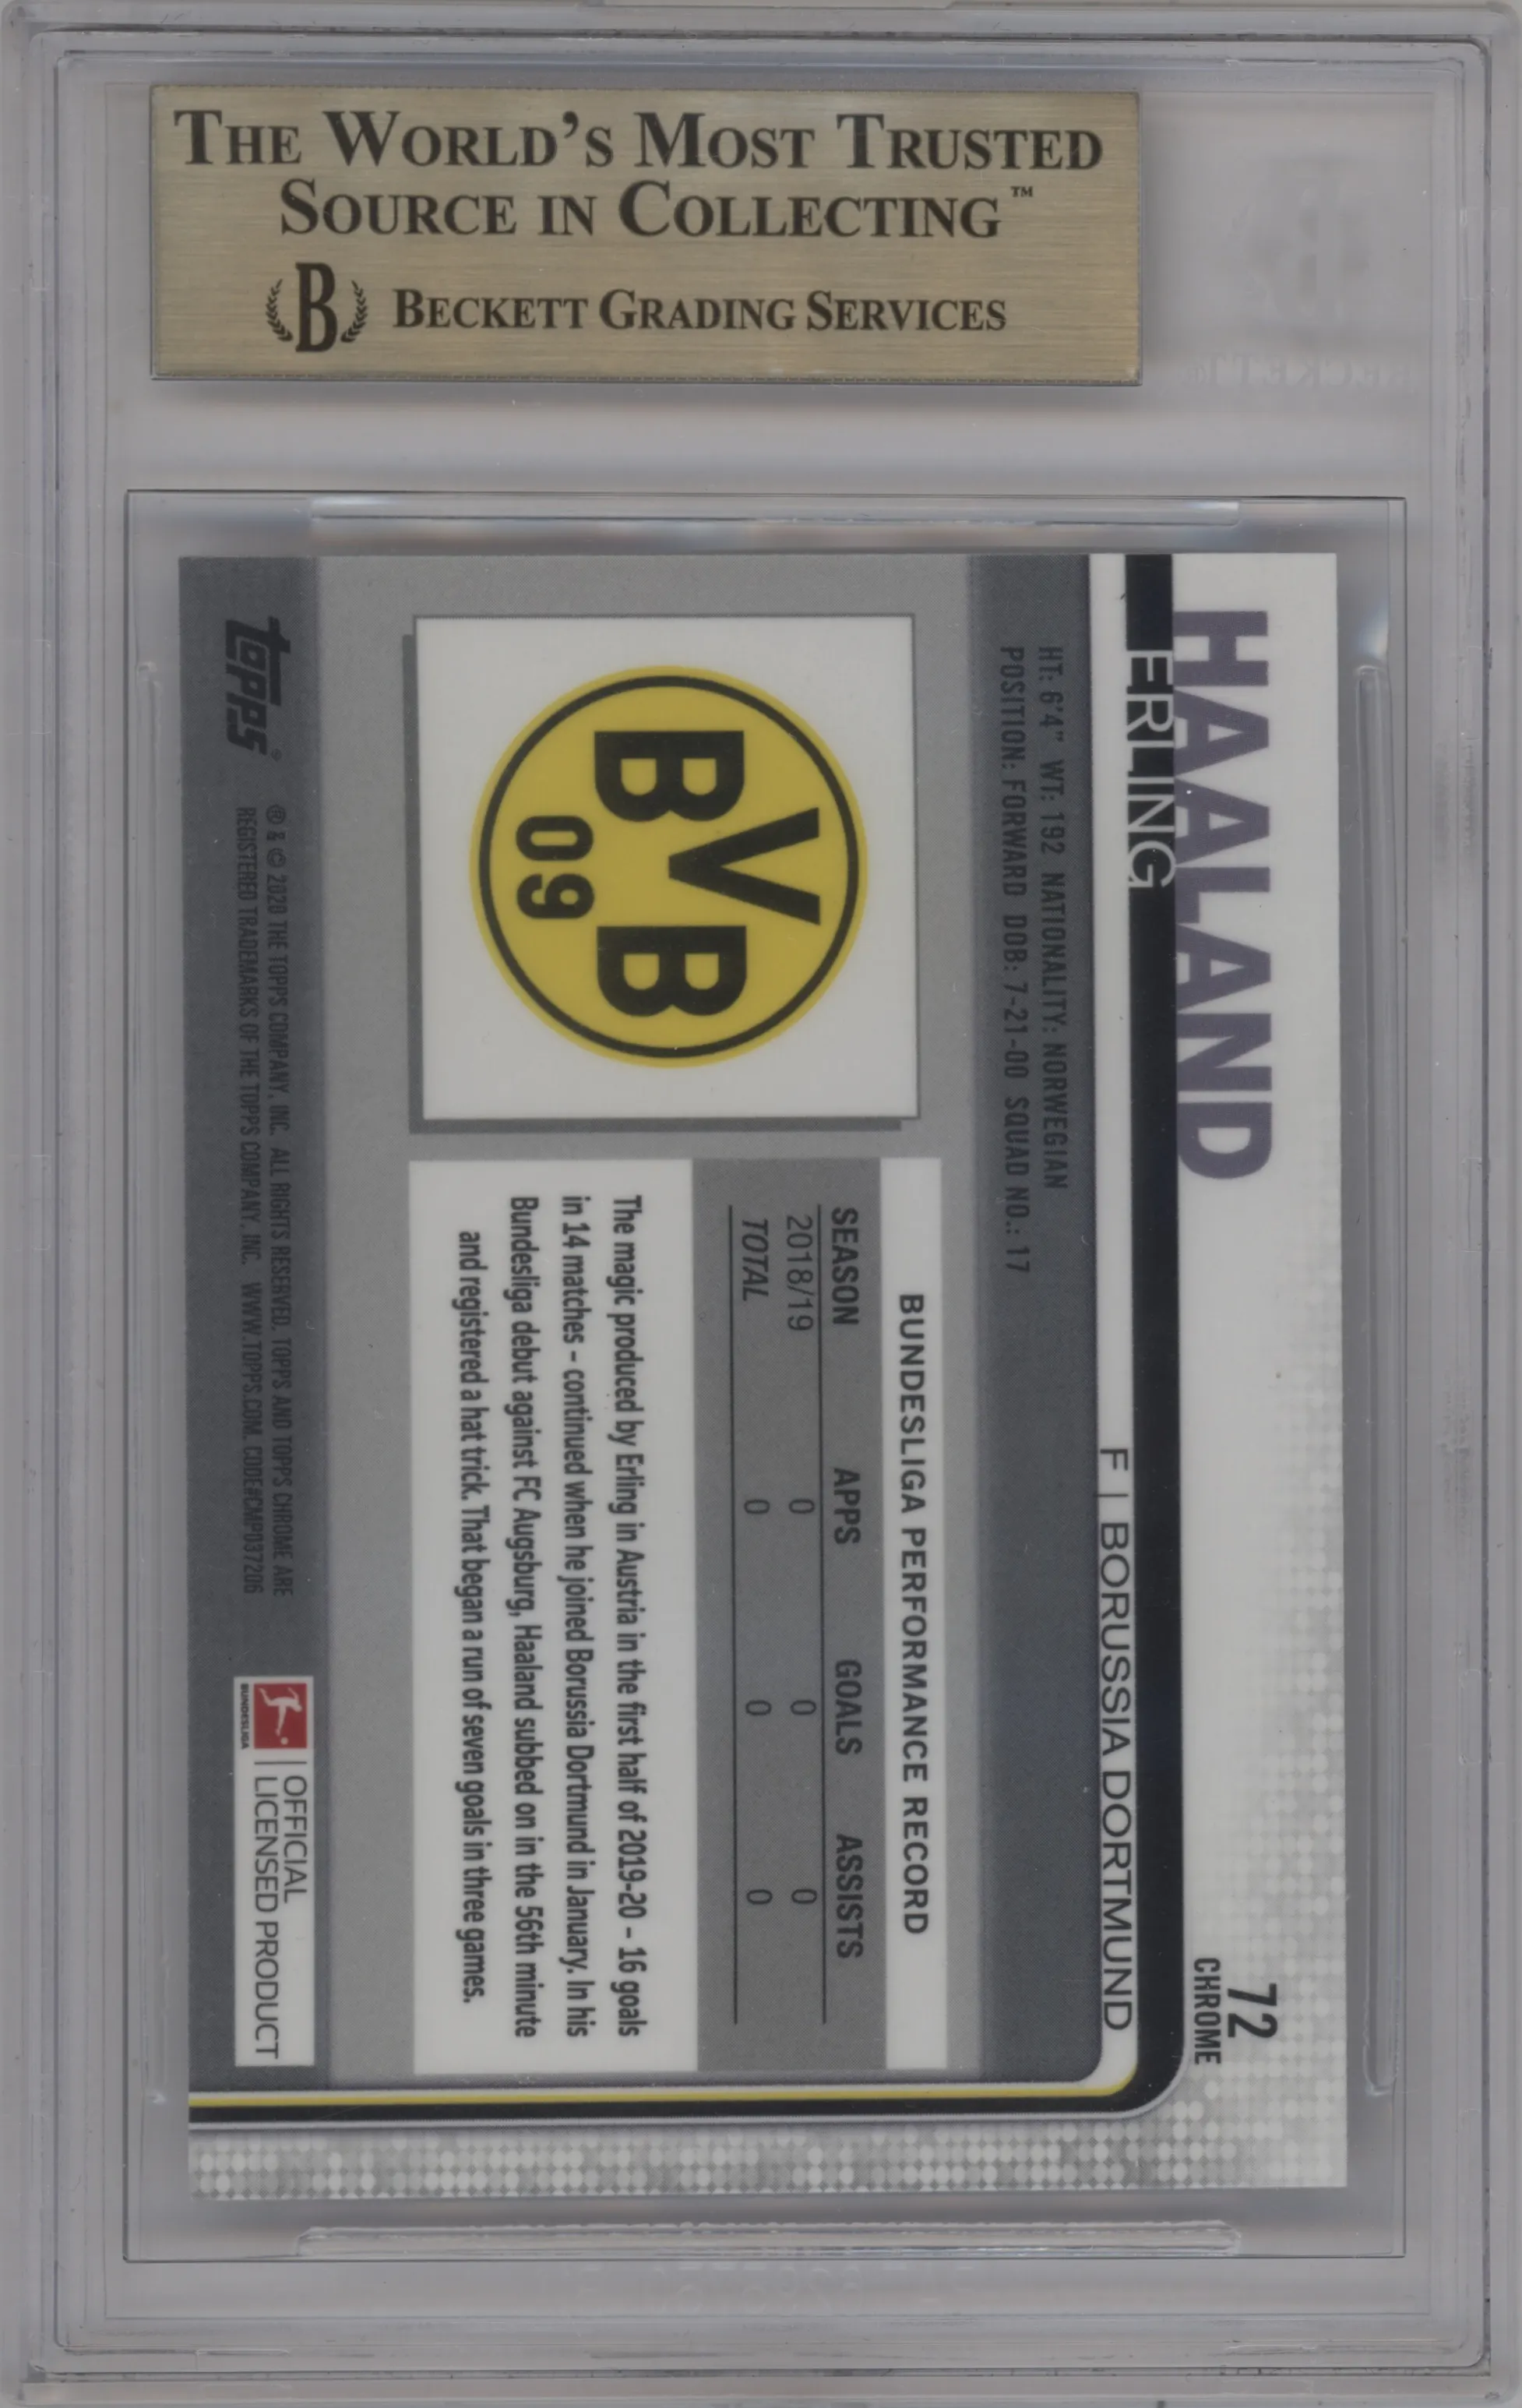 THE WORLD'S MOST TRUSTED
SOURCE IN COLLECTING™
B BECKETT GRADING SERVICES
HAALAND
ERLING
72
CHROME
F | BORUSSIA DORTMUND
HT: 6'4" WT: 192 NATIONALITY: NORWEGIAN
POSITION: FORWARD DOB: 7-21-00 SQUAD NO.: 17
BVB
09
BUNDESLIGA PERFORMANCE RECORD
SEASON APPS GOALS ASSISTS
2018/19 0 0 0
TOTAL 0 0 0
The magic produced by Erling in Austria in the first half of 2019-20 – 16 goals
in 14 matches – continued when he joined Borussia Dortmund in January. In his
Bundesliga debut against FC Augsburg, Haaland subbed on in the 56th minute
and registered a hat trick. That began a run of seven goals in three games.
topps®
® & © 2020 THE TOPPS COMPANY, INC. ALL RIGHTS RESERVED. TOPPS AND TOPPS CHROME ARE
REGISTERED TRADEMARKS OF THE TOPPS COMPANY, INC. WWW.TOPPS.COM. CODE#CMP037206
BUNDESLIGA
OFFICIAL
LICENSED PRODUCT